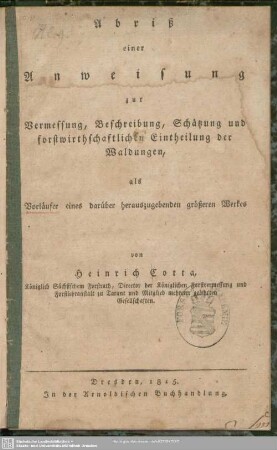 Abriß
einer
Anweisung
zur
Vermessung, Beschreibung, Schätzung und
forstwirthschaftlichen Eintheilung der
Waldungen,
als
Vorläufer eines darüber herauszugebenden größeren Werkes
von
Heinrich Cotta,
Königlich Sächsischem Forstrath, Director der Königlichen Forstvermessung und
Forstlehranstalt zu Tarant und Mitglied mehrerer gelehrten
Gesellschaften.
Dresden, 1815.
In der Arnoldischen Buchhandlung.